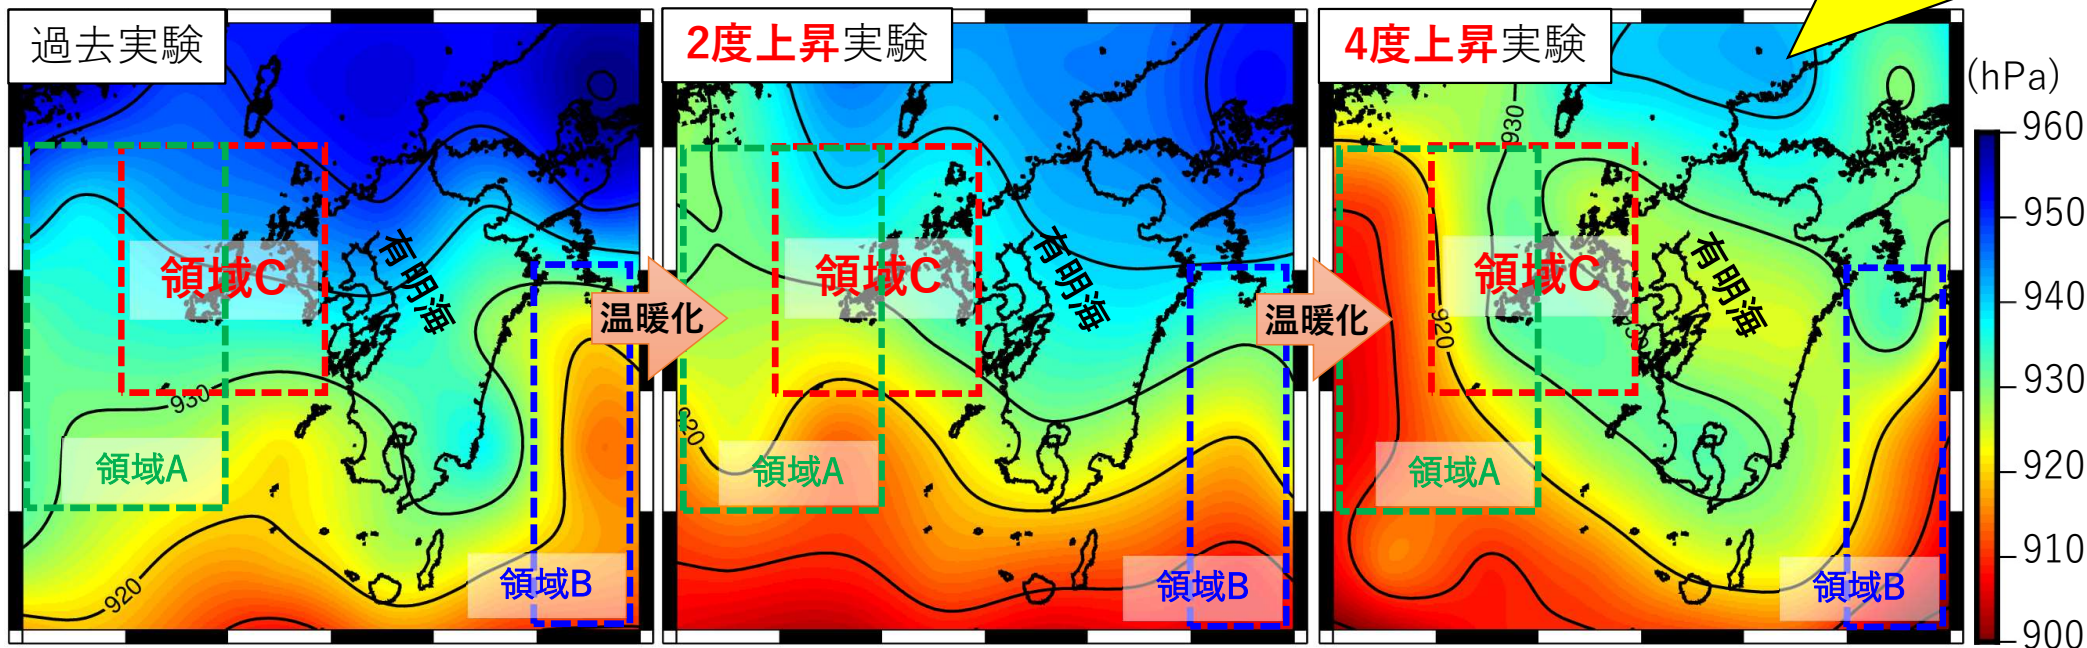 過去実験
2度上昇実験
4度上昇実験
(hPa)
960
950
940
930
920
910
900
領域C
有明海
930
領域A
920
領域B
温暖化
領域C
有明海
920
領域A
領域B
温暖化
930
領域C
有明海
920
領域A
領域B